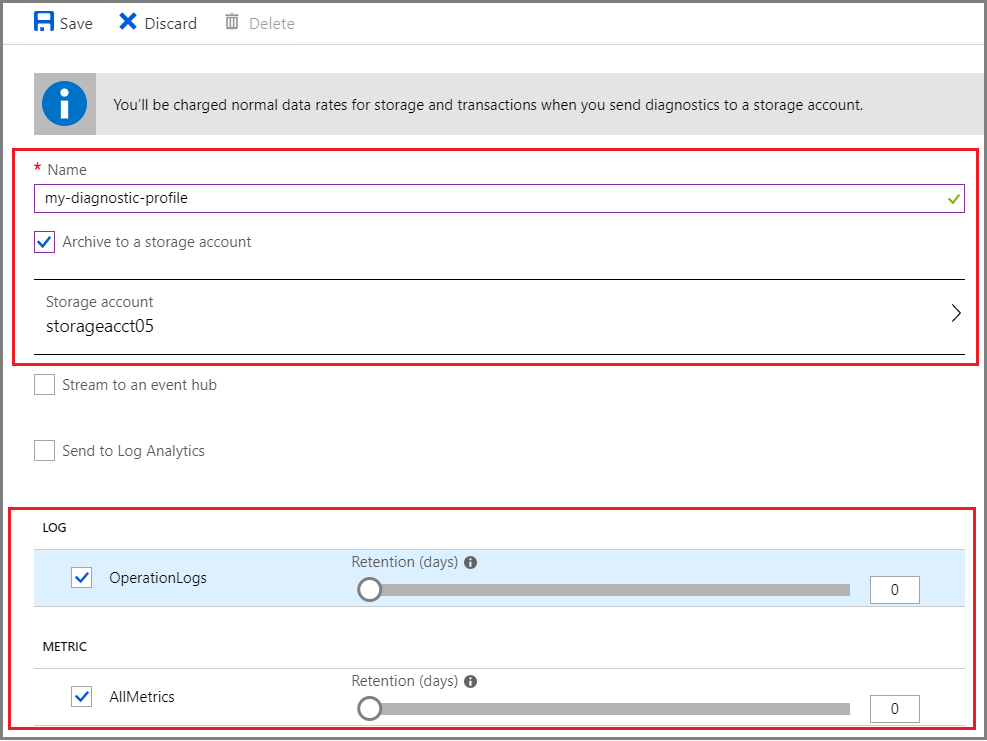 Save Discard Delete
You'll be charged normal data rates for storage and transactions when you send diagnostics to a storage account.
* Name
my-diagnostic-profile
Archive to a storage account
Storage account
storageacct05
Stream to an event hub
Send to Log Analytics
LOG
Retention (days)
OperationLogs
0
METRIC
Retention (days)
AllMetrics
0